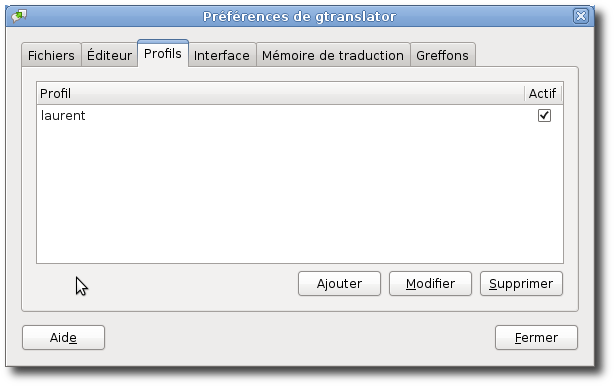 Préférences de gtranslator
Fichiers Éditeur Profils Interface Mémoire de traduction Greffons
Profil Actif
laurent
Ajouter Modifier Supprimer
Aide Fermer